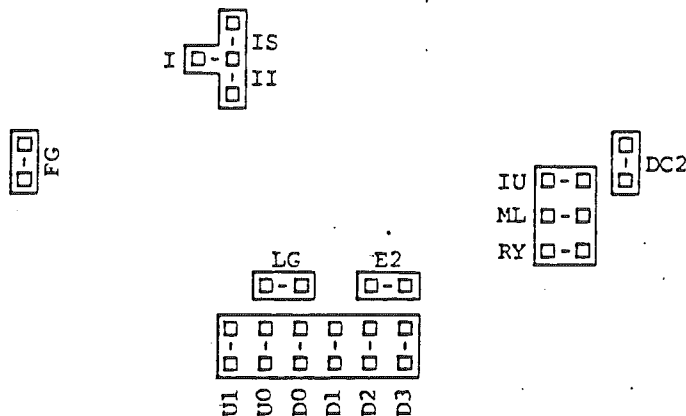 IS
I
II
FG
DC2
IU
ML
RY
LG E2
U1 U0 D0 D1 D2 D3